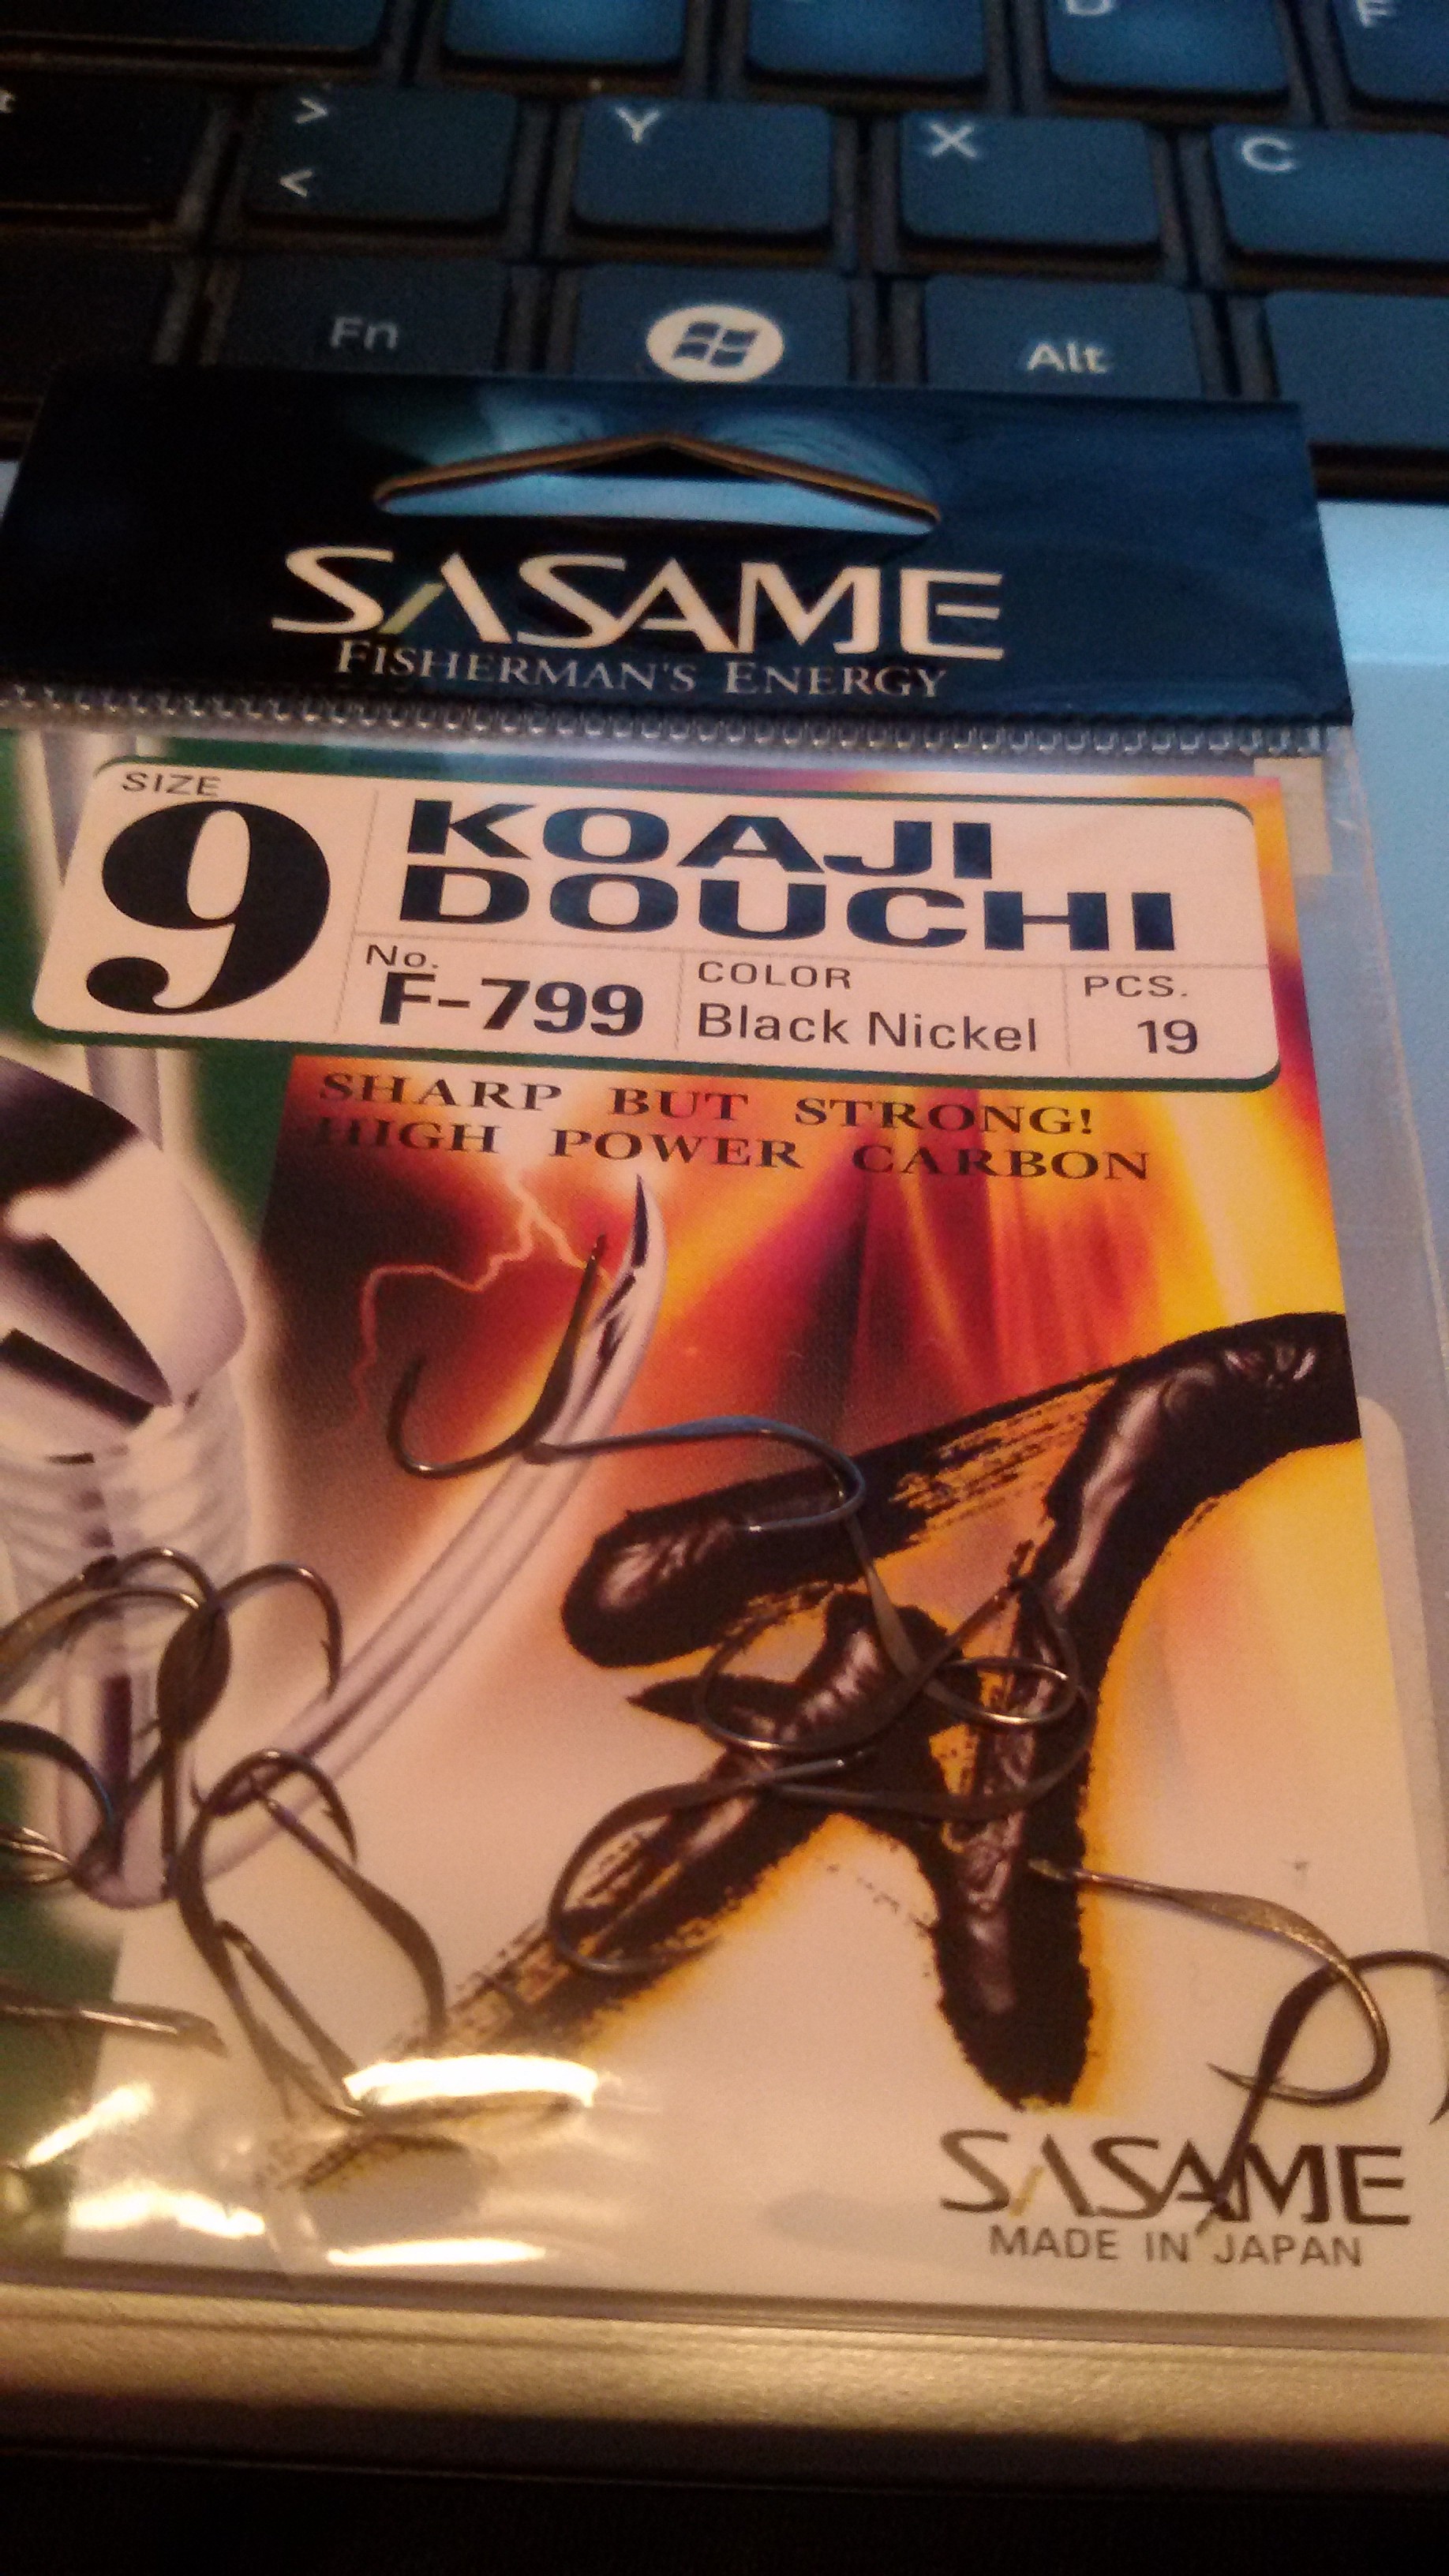 D F
>
<
Y X C
Fn Alt
SASAME
FISHERMAN'S ENERGY
SIZE
9
KOAJI
DOUCHI
No.
F-799
COLOR
Black Nickel
PCS.
19
SHARP BUT STRONG!
HIGH POWER CARBON
SASAME
MADE IN JAPAN